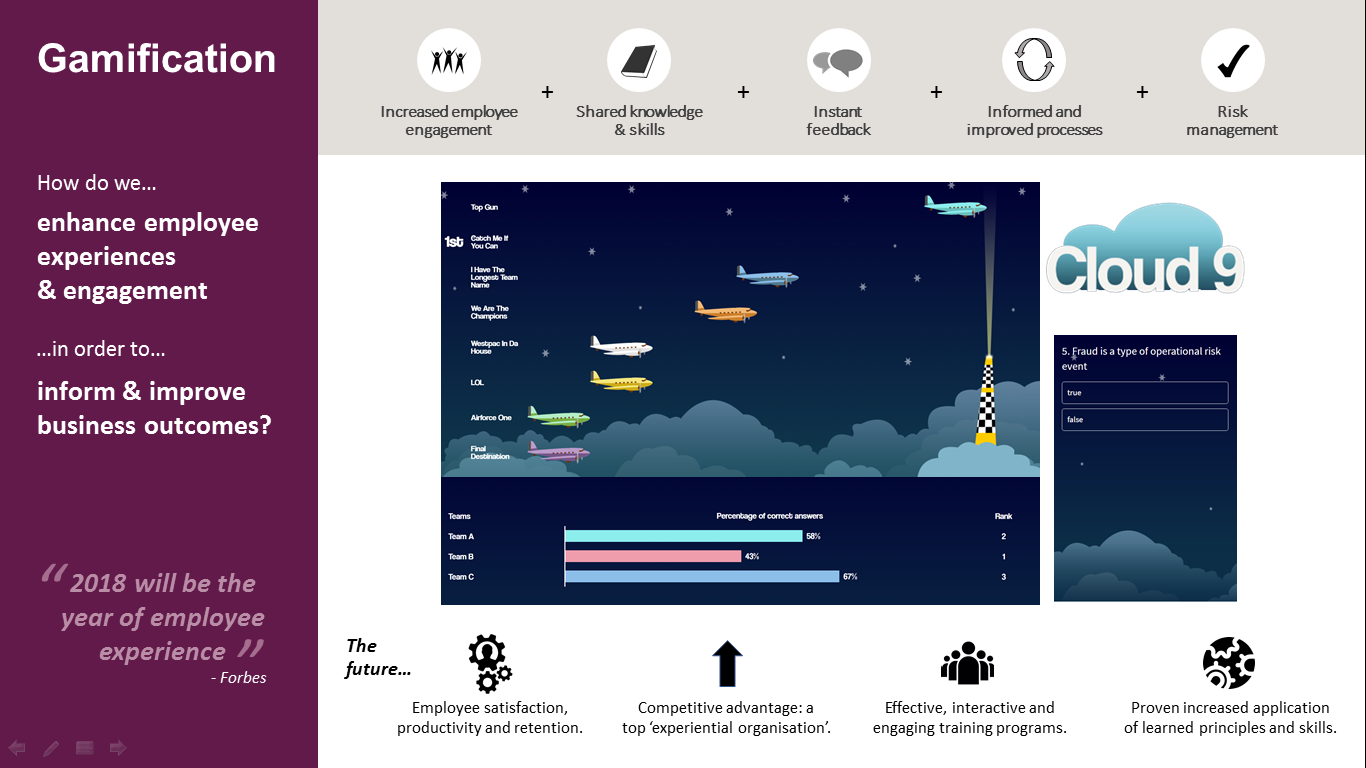 Gamification
How do we…
enhance employee
experiences
& engagement
…in order to…
inform & improve
business outcomes?
“ 2018 will be the
year of employee
experience ”
- Forbes
Increased employee
engagement
+
Shared knowledge
& skills
+
Instant
feedback
+
Informed and
improved processes
+
Risk
management
Top Gun
1st
Catch Me If
You Can
I Have The
Longest Team
Name
We Are The
Champions
Westpac In Da
House
LOL
Airforce One
Final
Destination
Teams Percentage of correct answers Rank
Team A 58% 2
Team B 43% 1
Team C 67% 3
Cloud 9
5. Fraud is a type of operational risk
event
true
false
The
future…
Employee satisfaction,
productivity and retention.
Competitive advantage: a
top ‘experiential organisation’.
Effective, interactive and
engaging training programs.
Proven increased application
of learned principles and skills.